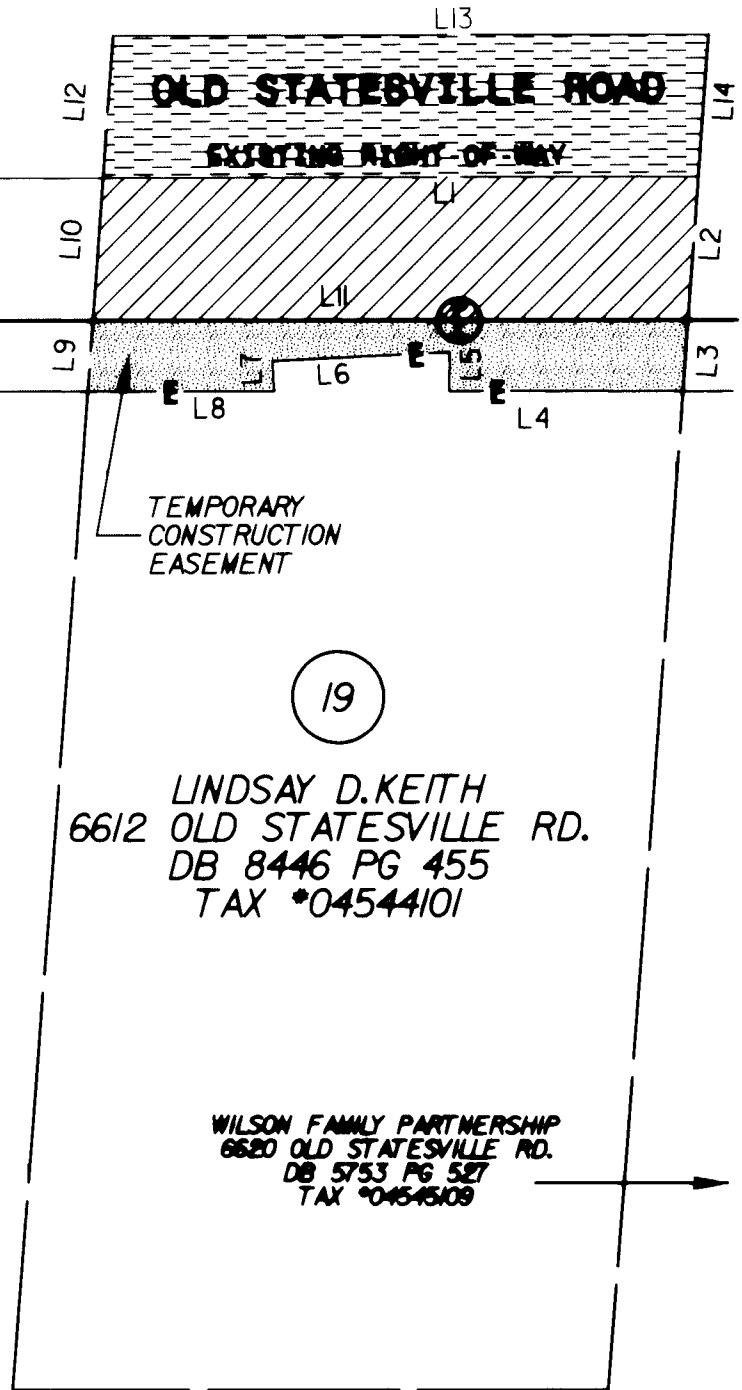 L13
L12
OLD STATESVILLE ROAD
L14
EXISTING RIGHT-OF-WAY
L1
L10
L2
L11
L9
L7
L6
E
L5
L3
E
L8
E
L4
TEMPORARY
CONSTRUCTION
EASEMENT
19
LINDSAY D. KEITH
6612 OLD STATESVILLE RD.
DB 8446 PG 455
TAX #04544101
WILSON FAMILY PARTNERSHIP
6620 OLD STATESVILLE RD.
DB 5753 PG 527
TAX #04545109